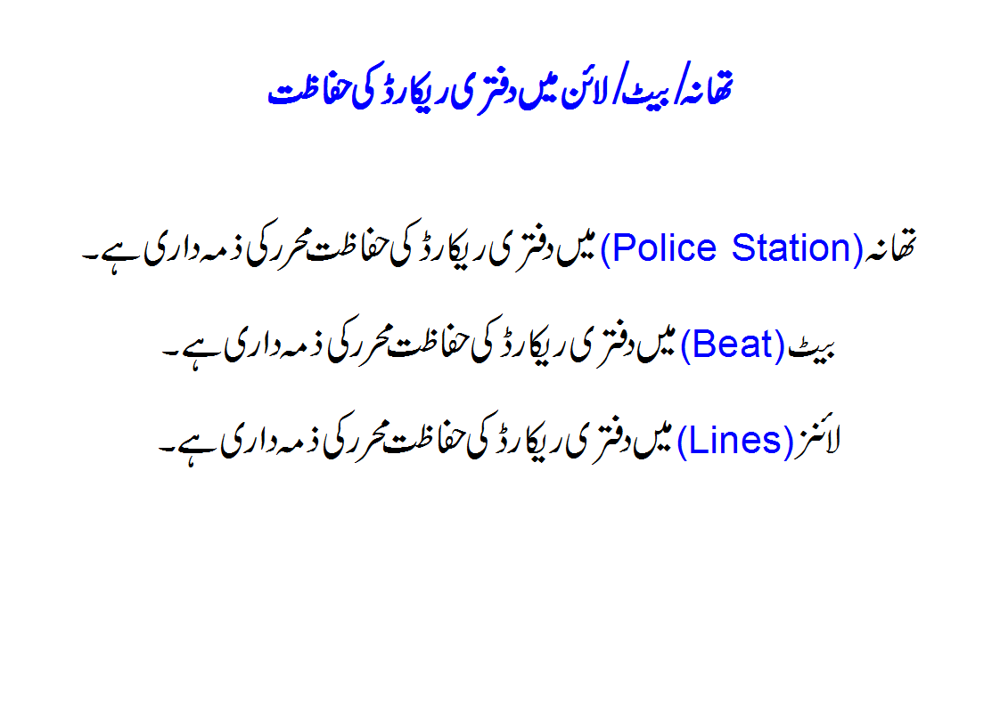 تھانہ/ بیٹ/ لائن میں دفتری ریکارڈ کی حفاظت
تھانہ (Police Station) میں دفتری ریکارڈ کی حفاظت محرر کی ذمہ داری ہے۔
بیٹ (Beat) میں دفتری ریکارڈ کی حفاظت محرر کی ذمہ داری ہے۔
لائنز (Lines) میں دفتری ریکارڈ کی حفاظت محرر کی ذمہ داری ہے۔